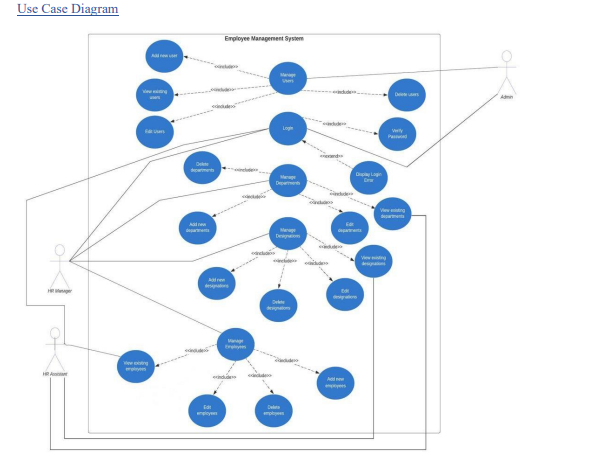 Use Case Diagram
Employee Management System
Add new user
<<include>>
Manage
Users
View existing
users
<<include>>
<<include>>
Delete users
Admin
<<include>>
Edit Users
Login
<<include>>
Verify
Password
<<extend>>
Delete
departments
<<include>>
Manage
Departments
Display Login
Error
<<include>>
<<include>>
<<include>>
View existing
departments
Add new
departments
Edit
departments
Manage
Designations
<<include>>
<<include>>
<<include>>
<<include>>
View existing
designations
HR Manager
Add new
designations
Delete
designations
Edit
designations
Manage
Employees
<<include>>
<<include>>
View existing
employees
HR Assistant
<<include>>
<<include>>
Add new
employees
Edit
employees
Delete
employees